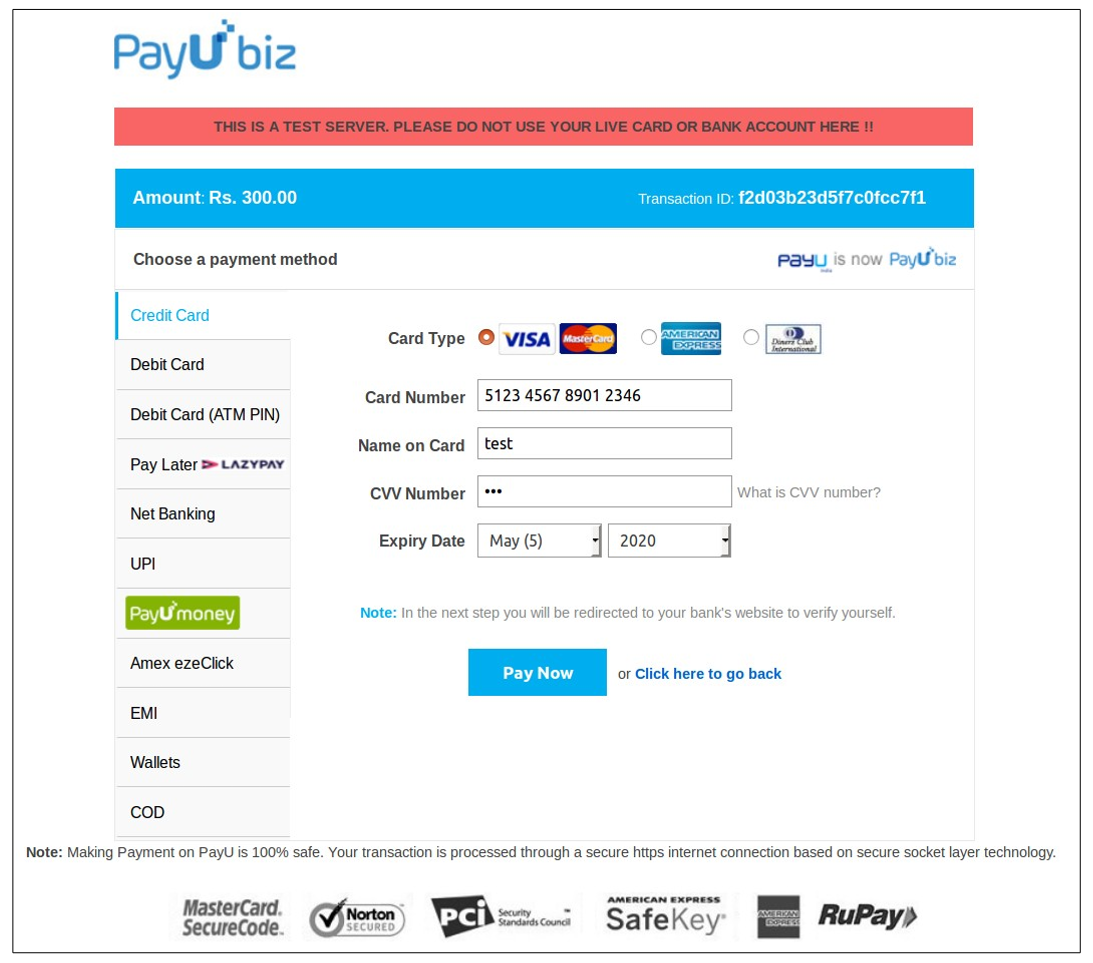 PayU biz
THIS IS A TEST SERVER. PLEASE DO NOT USE YOUR LIVE CARD OR BANK ACCOUNT HERE !!
Amount: Rs. 300.00 Transaction ID: f2d03b23d5f7c0fcc7f1
Choose a payment method
PayU india is now PayU biz
Credit Card
Debit Card
Debit Card (ATM PIN)
Pay Later LAZYPAY
Net Banking
UPI
PayU money
Amex ezeClick
EMI
Wallets
COD
Card Type VISA MasterCard AMERICAN EXPRESS Diners Club International
Card Number 5123 4567 8901 2346
Name on Card test
CVV Number ••• What is CVV number?
Expiry Date May (5) 2020
Note: In the next step you will be redirected to your bank's website to verify yourself.
Pay Now or Click here to go back
Note: Making Payment on PayU is 100% safe. Your transaction is processed through a secure https internet connection based on secure socket layer technology.
MasterCard.
SecureCode™
Norton™
SECURED
PCI Security™
Standards Council
AMERICAN EXPRESS
SafeKey®
AMERICAN
EXPRESS
RuPay